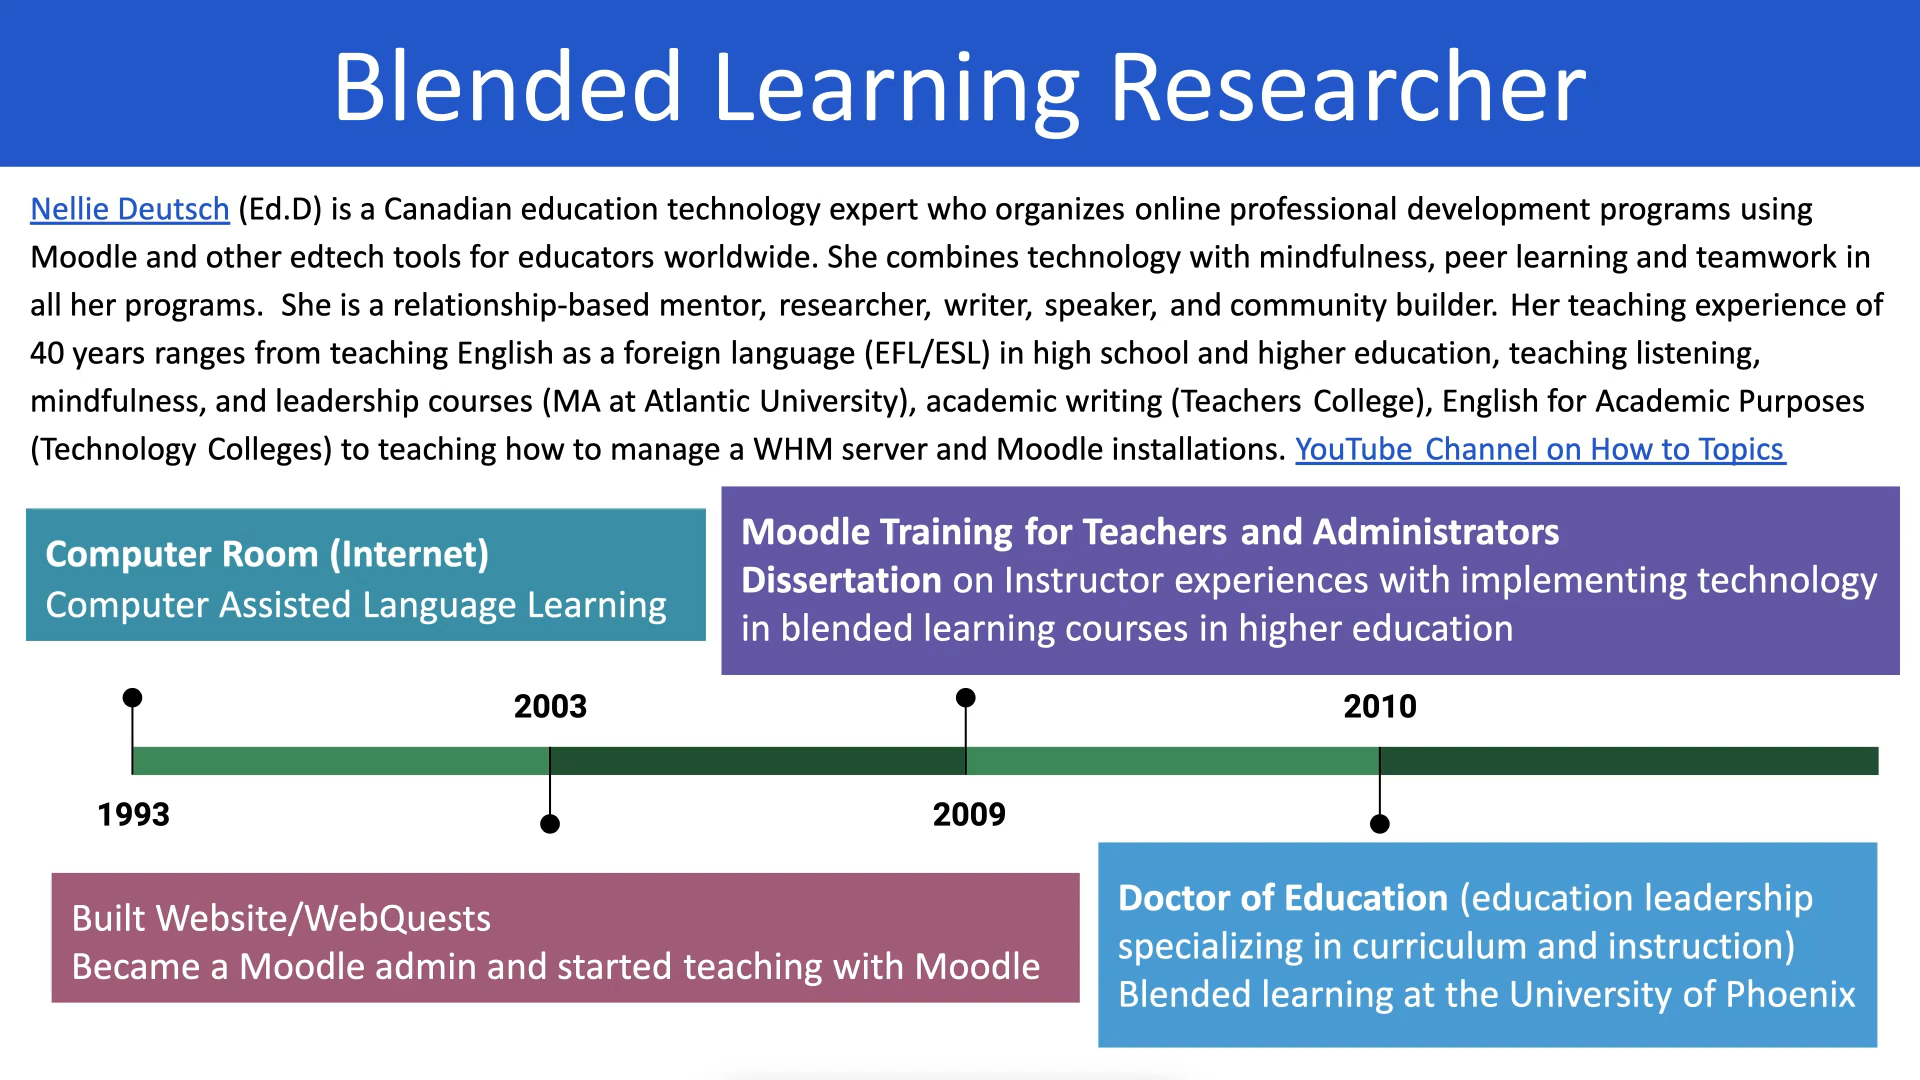 Blended Learning Researcher
Nellie Deutsch (Ed.D) is a Canadian education technology expert who organizes online professional development programs using
Moodle and other edtech tools for educators worldwide. She combines technology with mindfulness, peer learning and teamwork in
all her programs.  She is a relationship-based mentor, researcher, writer, speaker, and community builder. Her teaching experience of
40 years ranges from teaching English as a foreign language (EFL/ESL) in high school and higher education, teaching listening,
mindfulness, and leadership courses (MA at Atlantic University), academic writing (Teachers College), English for Academic Purposes
(Technology Colleges) to teaching how to manage a WHM server and Moodle installations. YouTube Channel on How to Topics
Computer Room (Internet)
Computer Assisted Language Learning
Moodle Training for Teachers and Administrators
Dissertation on Instructor experiences with implementing technology
in blended learning courses in higher education
2003
2010
1993
2009
Built Website/WebQuests
Became a Moodle admin and started teaching with Moodle
Doctor of Education (education leadership
specializing in curriculum and instruction)
Blended learning at the University of Phoenix